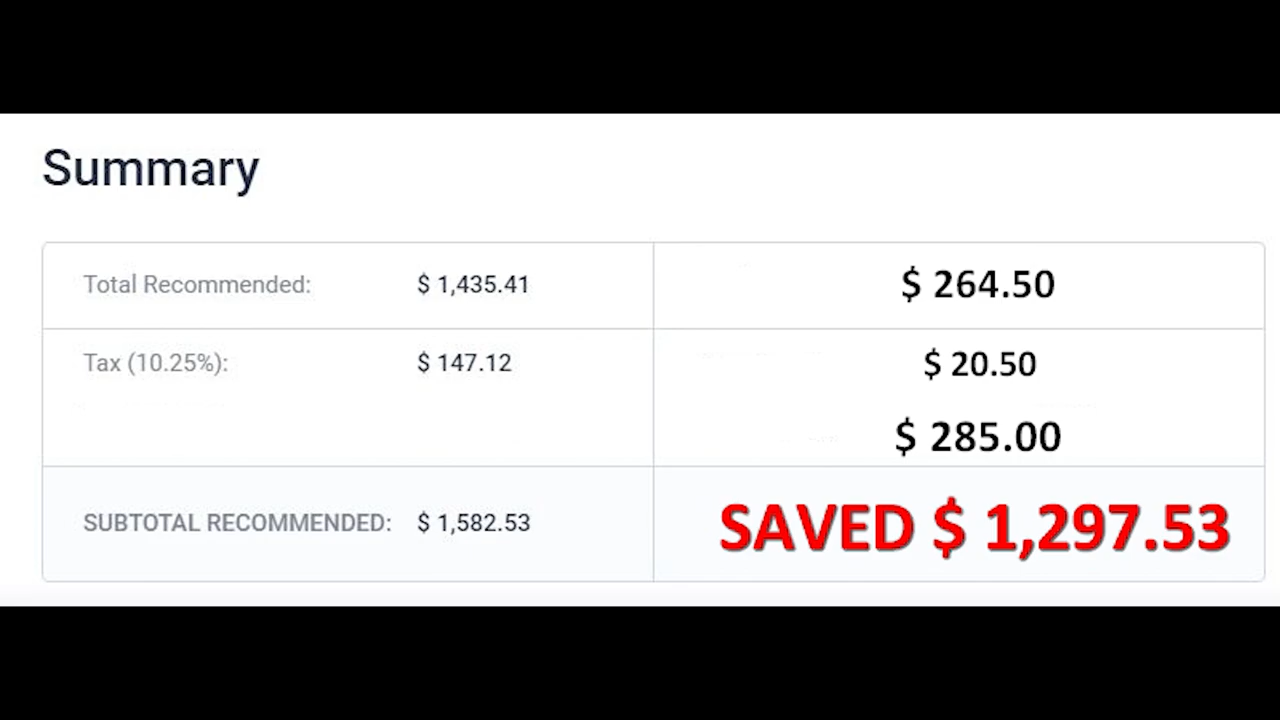 Summary
Total Recommended: $ 1,435.41 $ 264.50
Tax (10.25%): $ 147.12 $ 20.50
$ 285.00
SUBTOTAL RECOMMENDED: $ 1,582.53 SAVED $ 1,297.53